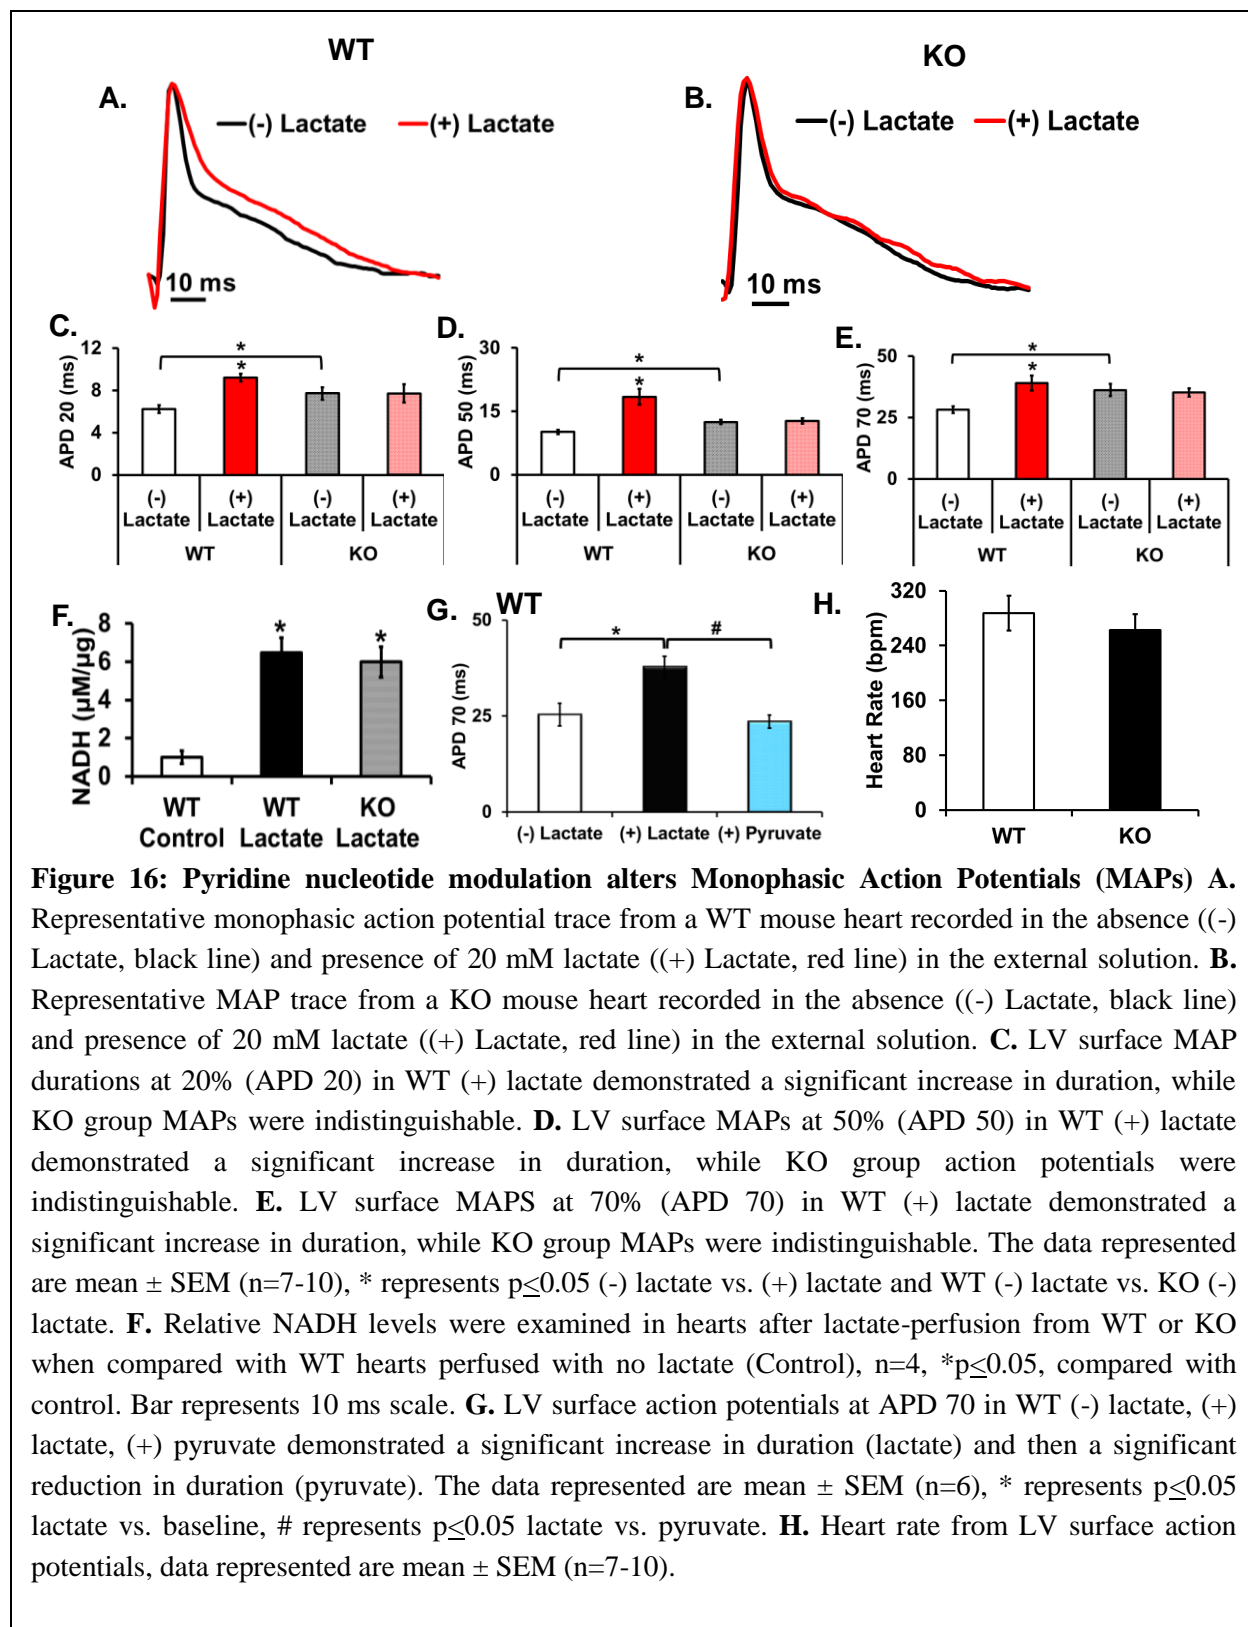 WT
KO
A.
(-) Lactate
(+) Lactate
B.
(-) Lactate
(+) Lactate
10 ms
10 ms
C.
APD 20 (ms)
12
8
4
0
*
*
(-) Lactate
(+) Lactate
(-) Lactate
(+) Lactate
WT
KO
D.
APD 50 (ms)
30
15
0
*
*
(-) Lactate
(+) Lactate
(-) Lactate
(+) Lactate
WT
KO
E.
APD 70 (ms)
50
25
0
*
*
(-) Lactate
(+) Lactate
(-) Lactate
(+) Lactate
WT
KO
F.
NADH (µM/µg)
8
6
4
2
0
*
*
WT Control
WT Lactate
KO Lactate
G.
WT
APD 70 (ms)
50
25
0
*
#
(-) Lactate
(+) Lactate
(+) Pyruvate
H.
Heart Rate (bpm)
320
240
160
80
0
WT
KO
Figure 16: Pyridine nucleotide modulation alters Monophasic Action Potentials (MAPs) A.
Representative monophasic action potential trace from a WT mouse heart recorded in the absence ((-)
Lactate, black line) and presence of 20 mM lactate ((+) Lactate, red line) in the external solution. B.
Representative MAP trace from a KO mouse heart recorded in the absence ((-) Lactate, black line)
and presence of 20 mM lactate ((+) Lactate, red line) in the external solution. C. LV surface MAP
durations at 20% (APD 20) in WT (+) lactate demonstrated a significant increase in duration, while
KO group MAPs were indistinguishable. D. LV surface MAPs at 50% (APD 50) in WT (+) lactate
demonstrated a significant increase in duration, while KO group action potentials were
indistinguishable. E. LV surface MAPS at 70% (APD 70) in WT (+) lactate demonstrated a
significant increase in duration, while KO group MAPs were indistinguishable. The data represented
are mean ± SEM (n=7-10), * represents p≤0.05 (-) lactate vs. (+) lactate and WT (-) lactate vs. KO (-)
lactate. F. Relative NADH levels were examined in hearts after lactate-perfusion from WT or KO
when compared with WT hearts perfused with no lactate (Control), n=4, *p≤0.05, compared with
control. Bar represents 10 ms scale. G. LV surface action potentials at APD 70 in WT (-) lactate, (+)
lactate, (+) pyruvate demonstrated a significant increase in duration (lactate) and then a significant
reduction in duration (pyruvate). The data represented are mean ± SEM (n=6), * represents p≤0.05
lactate vs. baseline, # represents p≤0.05 lactate vs. pyruvate. H. Heart rate from LV surface action
potentials, data represented are mean ± SEM (n=7-10).